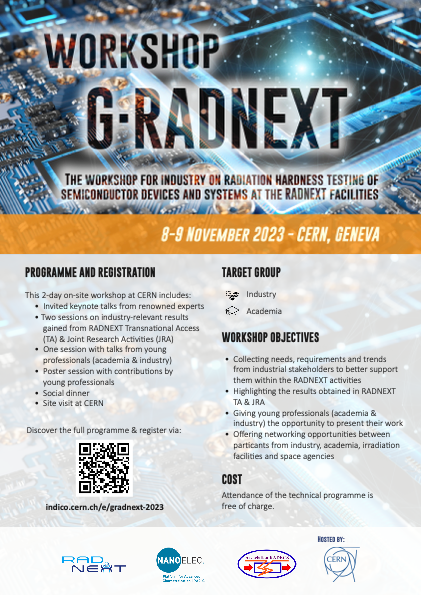 WORKSHOP
G-RADNEXT
THE WORKSHOP FOR INDUSTRY ON RADIATION HARDNESS TESTING OF
SEMICONDUCTOR DEVICES AND SYSTEMS AT THE RADNEXT FACILITIES
8-9 NOVEMBER 2023 - CERN, GENEVA
PROGRAMME AND REGISTRATION
This 2-day on-site workshop at CERN includes:
• Invited keynote talks from renowned experts
• Two sessions on industry-relevant results
gained from RADNEXT Transnational Access
(TA) & Joint Research Activities (JRA)
• One session with talks from young
professionals (academia & industry)
• Poster session with contributions by
young professionals
• Social dinner
• Site visit at CERN
Discover the full programme & register via:
indico.cern.ch/e/gradnext-2023
TARGET GROUP
Industry
Academia
WORKSHOP OBJECTIVES
• Collecting needs, requirements and trends
from industrial stakeholders to better support
them within the RADNEXT activities
• Highlighting the results obtained in RADNEXT
TA & JRA
• Giving young professionals (academia &
industry) the opportunity to present their work
• Offering networking opportunities between
particants from industry, academia, irradiation
facilities and space agencies
COST
Attendance of the technical programme is
free of charge.
HOSTED BY:
RAD
NEXT
NANOELEC
CERN